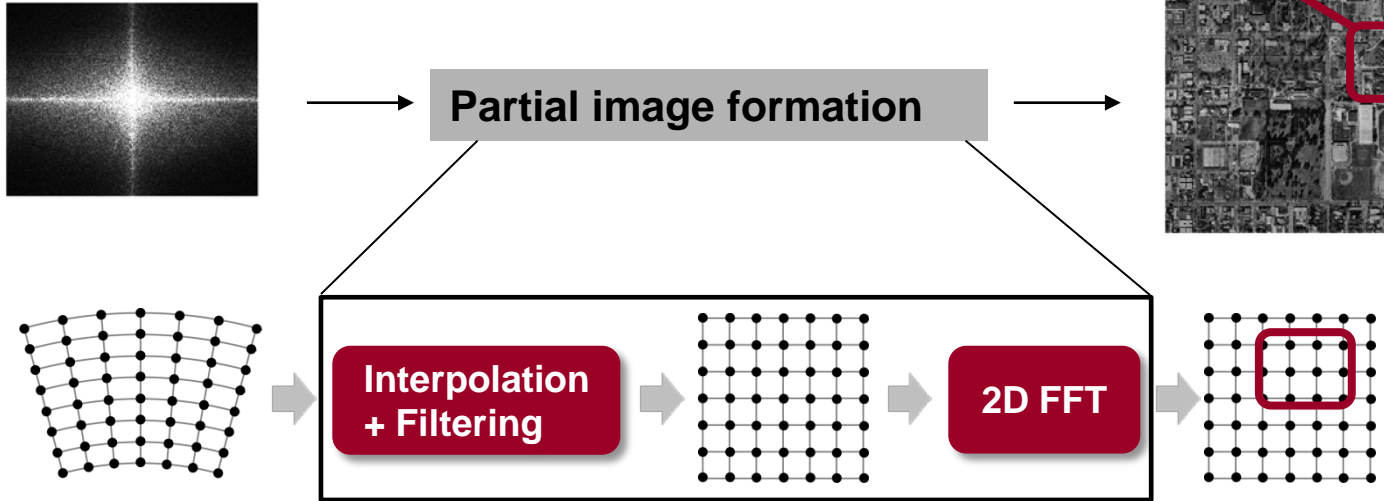 Partial image formation
Interpolation
+ Filtering
2D FFT